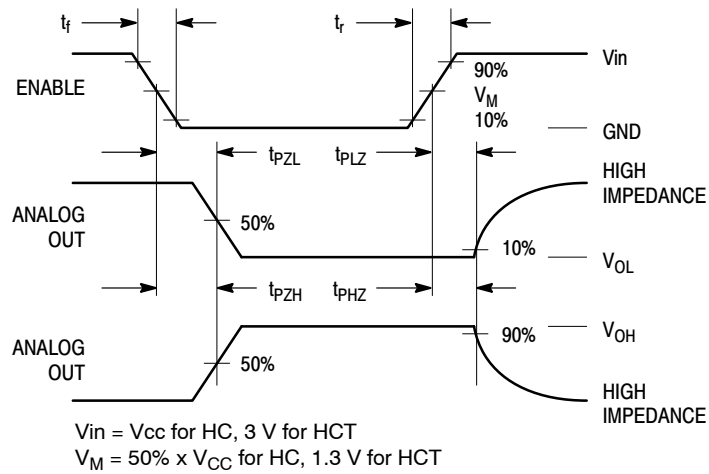 tf
tr
ENABLE
90%
VM
10%
Vin
GND
tPZL
tPLZ
ANALOG
OUT
50%
10%
HIGH
IMPEDANCE
VOL
tPZH
tPHZ
ANALOG
OUT
50%
90%
VOH
HIGH
IMPEDANCE
Vin = Vcc for HC, 3 V for HCT
VM = 50% x VCC for HC, 1.3 V for HCT